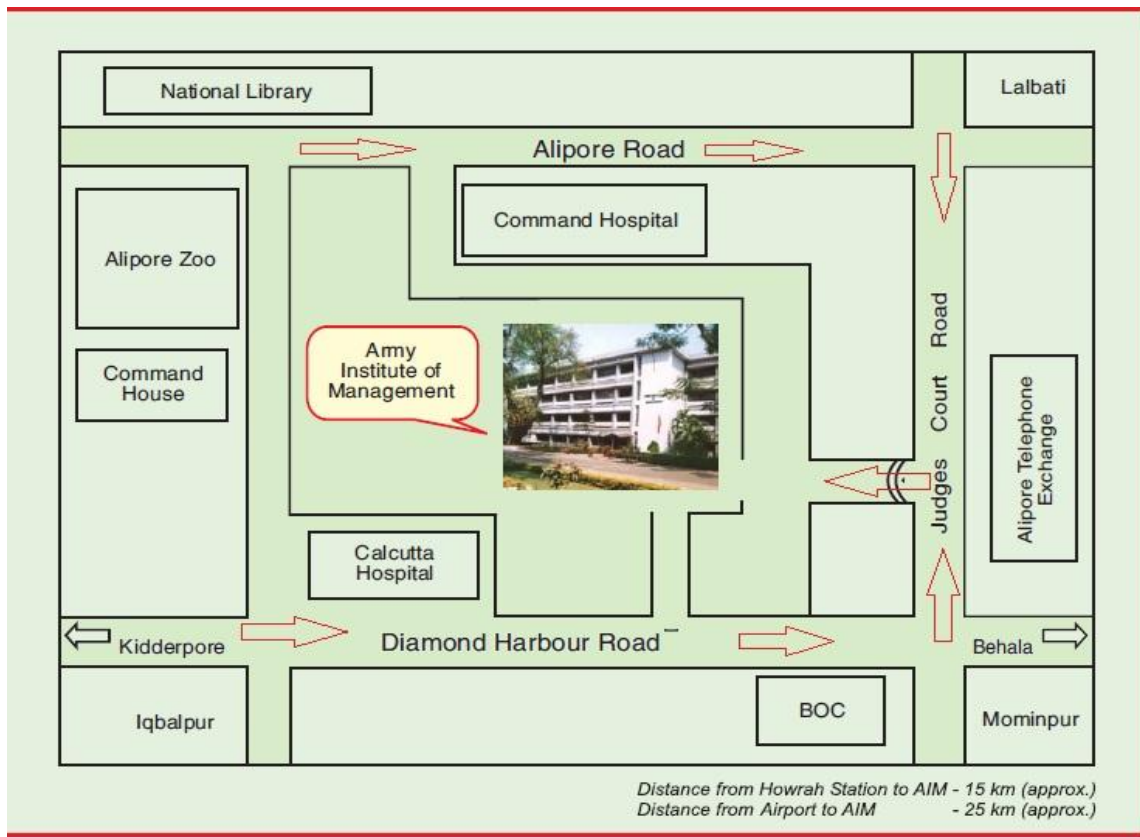 National Library
Lalbati
Alipore Road
Command Hospital
Alipore Zoo
Army
Institute of
Management
Command
House
Judges Court Road
Alipore Telephone
Exchange
Calcutta
Hospital
Kidderpore
Diamond Harbour Road
Behala
Iqbalpur
BOC
Mominpur
Distance from Howrah Station to AIM - 15 km (approx.)
Distance from Airport to AIM - 25 km (approx.)